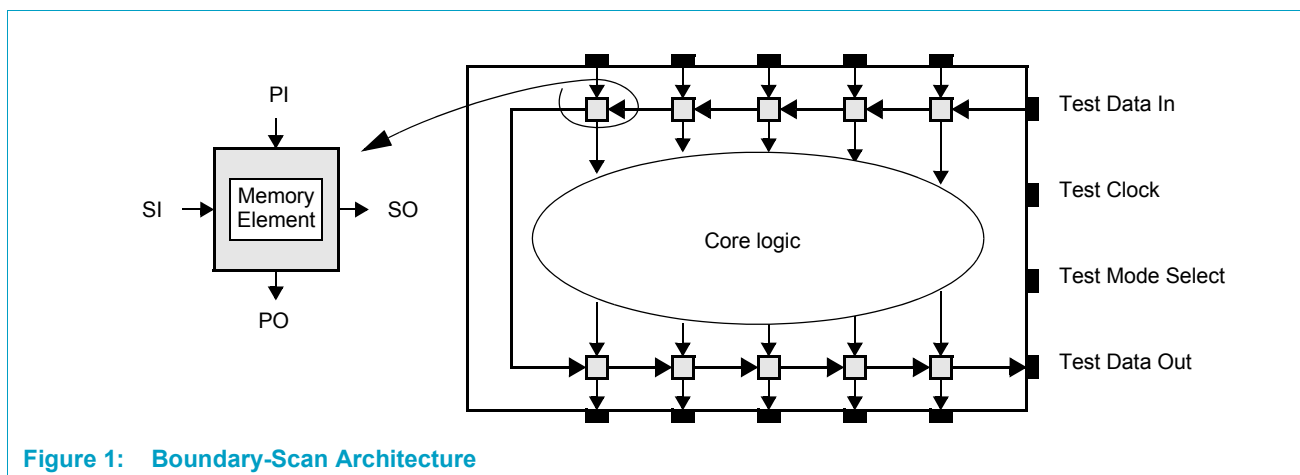 PI
SI
Memory
Element
SO
PO
Test Data In
Test Clock
Core logic
Test Mode Select
Test Data Out
Figure 1: Boundary-Scan Architecture